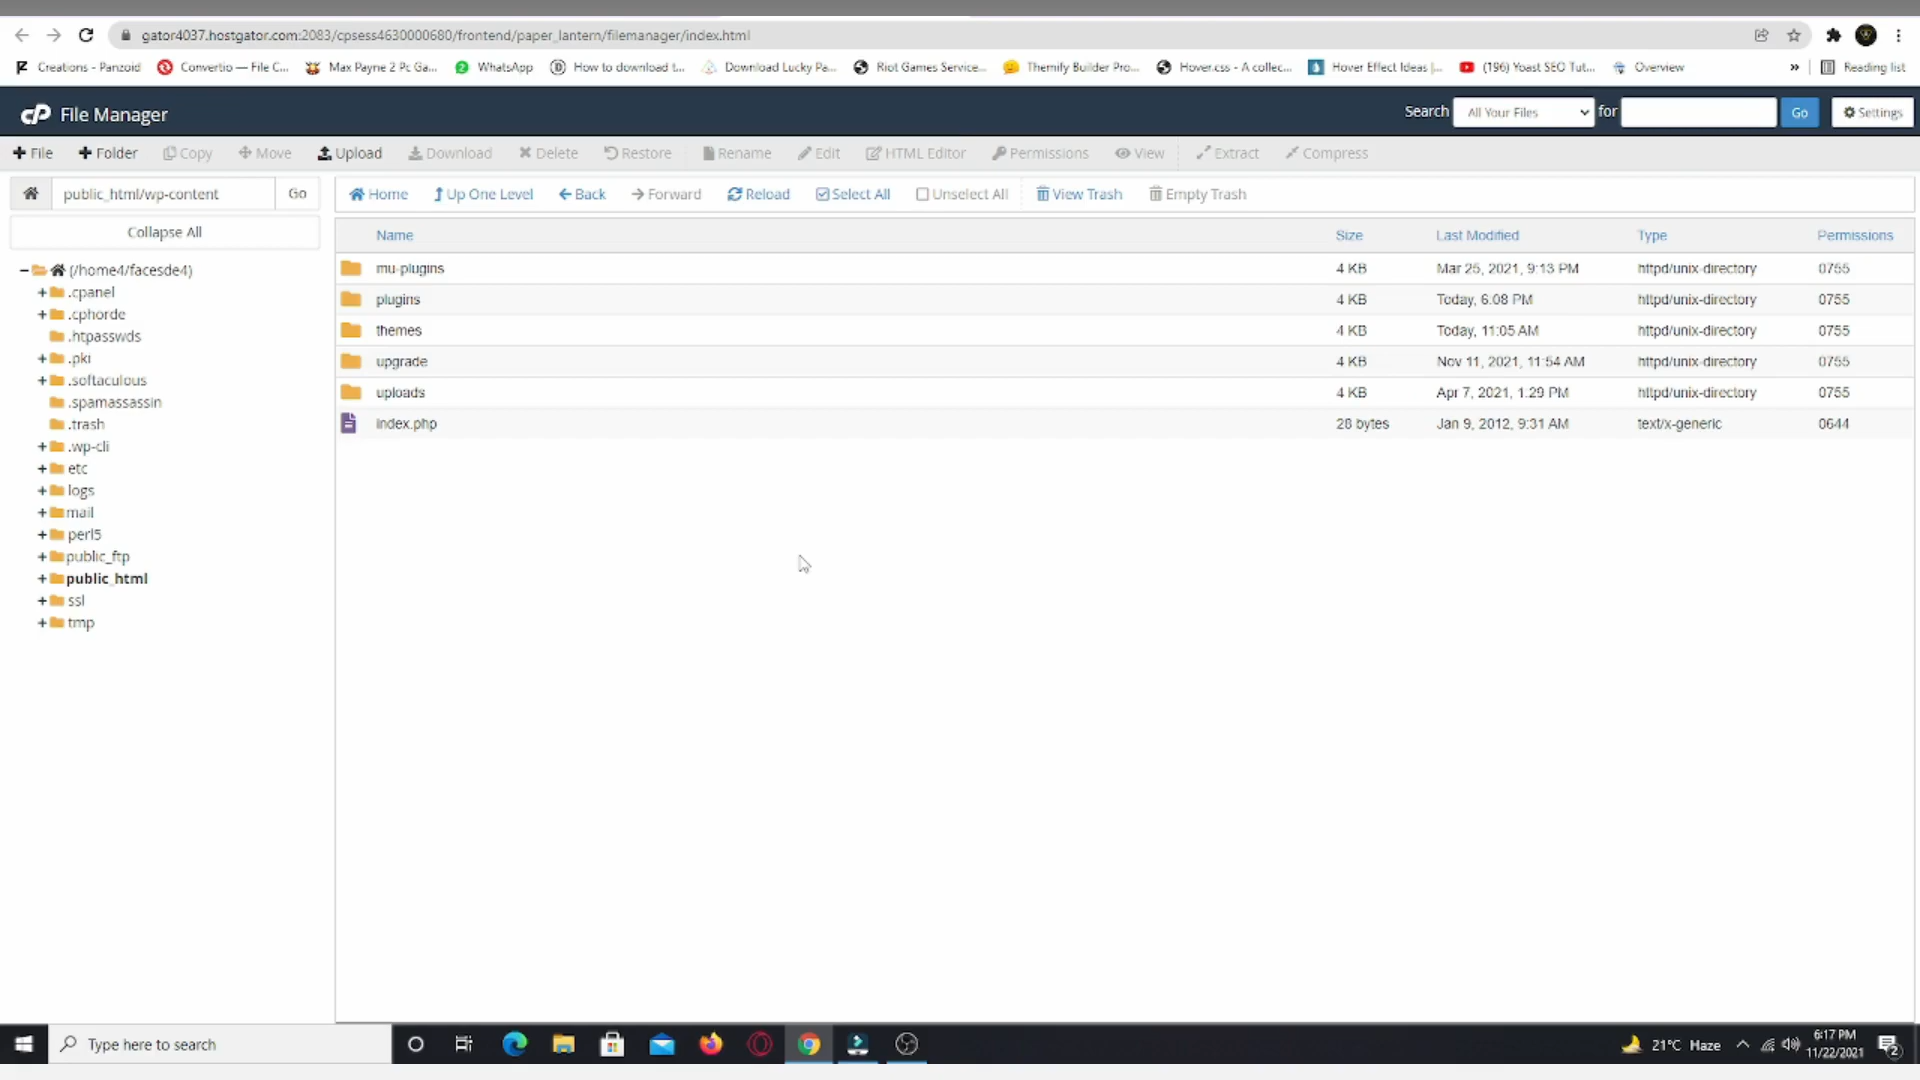 gator4037.hostgator.com:2083/cpsess4630000680/frontend/paper_lantern/filemanager/index.html
Creations - Panzoid Convertio — File C... Max Payne 2 Pc Ga... WhatsApp How to download t... Download Lucky Pa... Riot Games Service... Themify Builder Pro... Hover.css - A collec... Hover Effect Ideas |... (196) Yoast SEO Tut... Overview » Reading list
cP File Manager Search All Your Files for Go Settings
File Folder Copy Move Upload Download Delete Restore Rename Edit HTML Editor Permissions View Extract Compress
public_html/wp-content Go Home Up One Level Back Forward Reload Select All Unselect All View Trash Empty Trash
Collapse All
Name Size Last Modified Type Permissions
mu-plugins 4 KB Mar 25, 2021, 9:13 PM httpd/unix-directory 0755
plugins 4 KB Today, 6:08 PM httpd/unix-directory 0755
themes 4 KB Today, 11:05 AM httpd/unix-directory 0755
upgrade 4 KB Nov 11, 2021, 11:54 AM httpd/unix-directory 0755
uploads 4 KB Apr 7, 2021, 1:29 PM httpd/unix-directory 0755
index.php 28 bytes Jan 9, 2012, 9:31 AM text/x-generic 0644
(/home4/facesde4)
.cpanel
.cphorde
.htpasswds
.pki
.softaculous
.spamassassin
.trash
.wp-cli
etc
logs
mail
perl5
public_ftp
public_html
ssl
tmp
Type here to search 21°C Haze 6:17 PM
11/22/2021 2